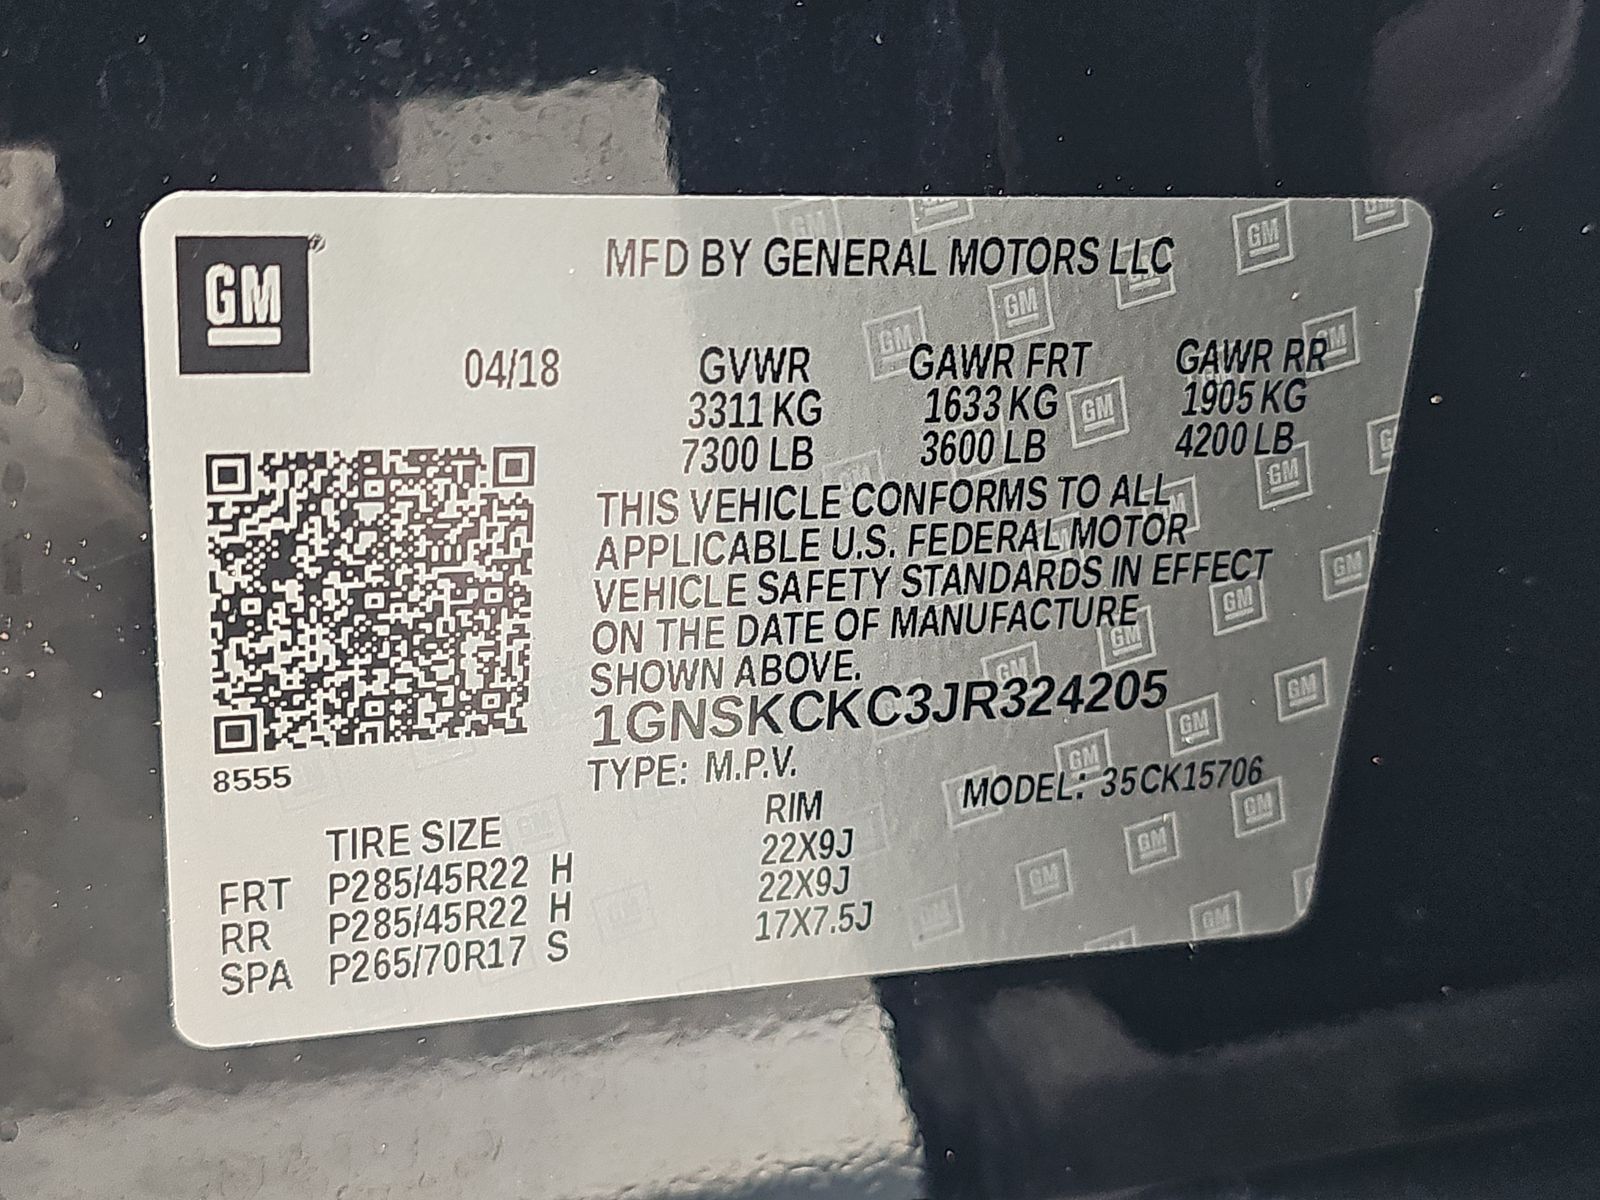 GM
MFD BY GENERAL MOTORS LLC
04/18 GVWR GAWR FRT GAWR RR
3311 KG 1633 KG 1905 KG
7300 LB 3600 LB 4200 LB
THIS VEHICLE CONFORMS TO ALL
APPLICABLE U.S. FEDERAL MOTOR
VEHICLE SAFETY STANDARDS IN EFFECT
ON THE DATE OF MANUFACTURE
SHOWN ABOVE.
1GNSKCKC3JR324205
8555
TYPE: M.P.V. MODEL: 35CK15706
TIRE SIZE RIM
FRT P285/45R22 H 22X9J
RR P285/45R22 H 22X9J
SPA P265/70R17 S 17X7.5J